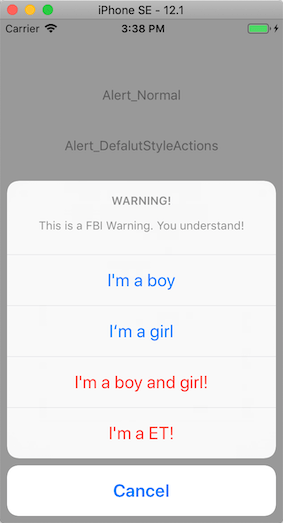 iPhone SE - 12.1
Carrier 3:38 PM
Alert_Normal
Alert_DefalutStyleActions
WARNING!
This is a FBI Warning. You understand!
I'm a boy
I‘m a girl
I'm a boy and girl!
I'm a ET!
Cancel